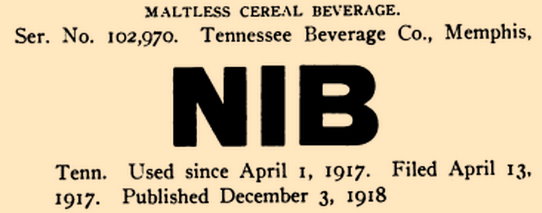 MALTLESS CEREAL BEVERAGE.
Ser. No. 102,970. Tennessee Beverage Co., Memphis,
NIB
Tenn. Used since April 1, 1917. Filed April 13,
1917. Published December 3, 1918